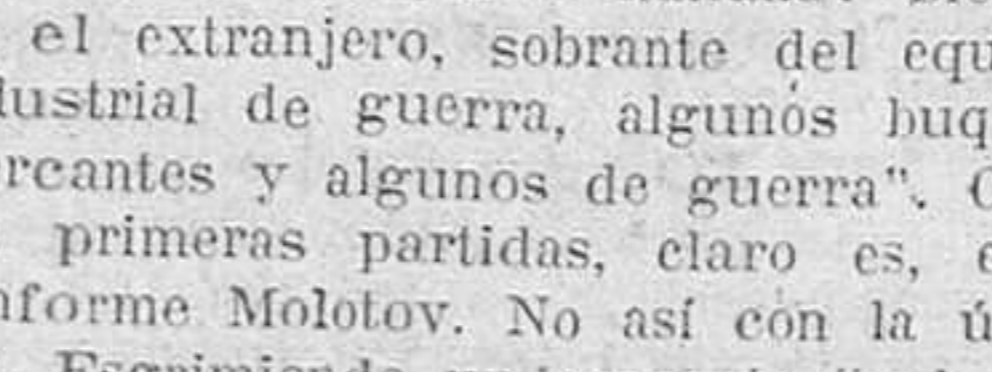 el extranjero, sobrante del equ
dustrial de guerra, algunos buq
rcantes y algunos de guerra". C
primeras partidas, claro es, e
nforme Molotov. No así con la ú
Esgrimiendo